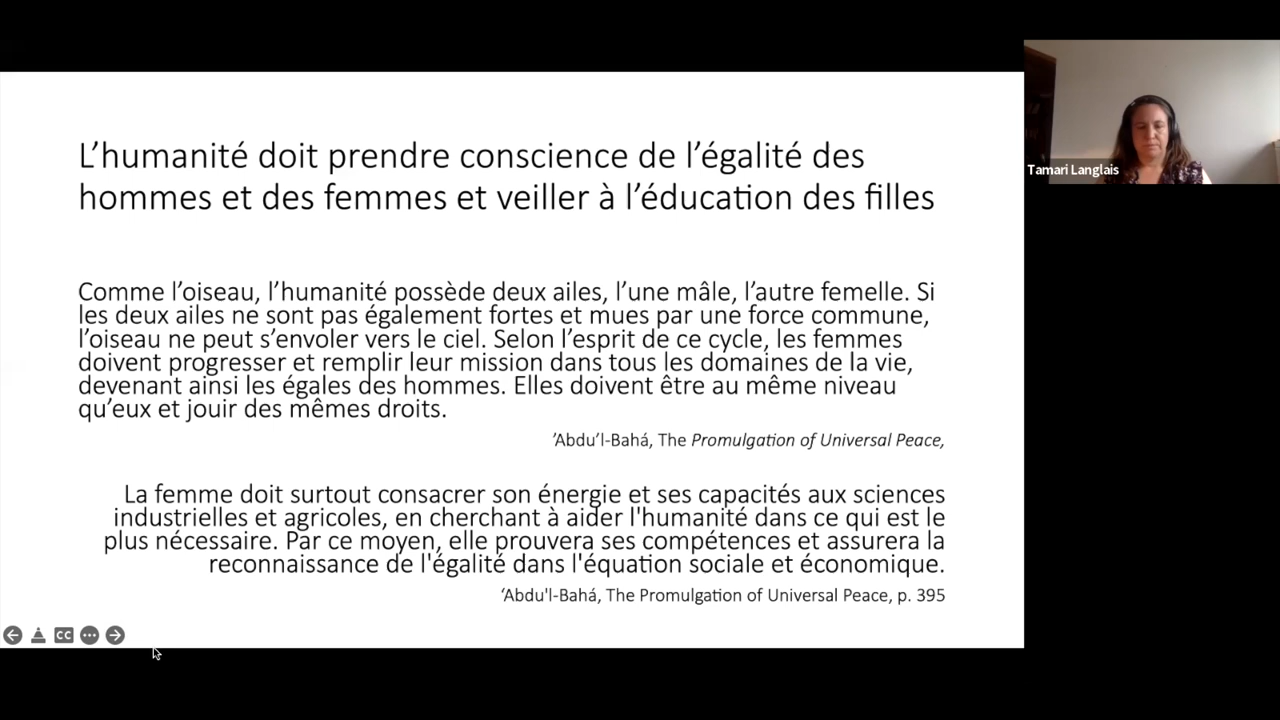 L’humanité doit prendre conscience de l’égalité des
hommes et des femmes et veiller à l’éducation des filles
Comme l’oiseau, l’humanité possède deux ailes, l’une mâle, l’autre femelle. Si
les deux ailes ne sont pas également fortes et mues par une force commune,
l’oiseau ne peut s’envoler vers le ciel. Selon l’esprit de ce cycle, les femmes
doivent progresser et remplir leur mission dans tous les domaines de la vie,
devenant ainsi les égales des hommes. Elles doivent être au même niveau
qu’eux et jouir des mêmes droits.
’Abdu’l-Bahá, The Promulgation of Universal Peace,
La femme doit surtout consacrer son énergie et ses capacités aux sciences
industrielles et agricoles, en cherchant à aider l'humanité dans ce qui est le
plus nécessaire. Par ce moyen, elle prouvera ses compétences et assurera la
reconnaissance de l'égalité dans l'équation sociale et économique.
‘Abdu'l-Bahá, The Promulgation of Universal Peace, p. 395
CC
Tamari Langlais